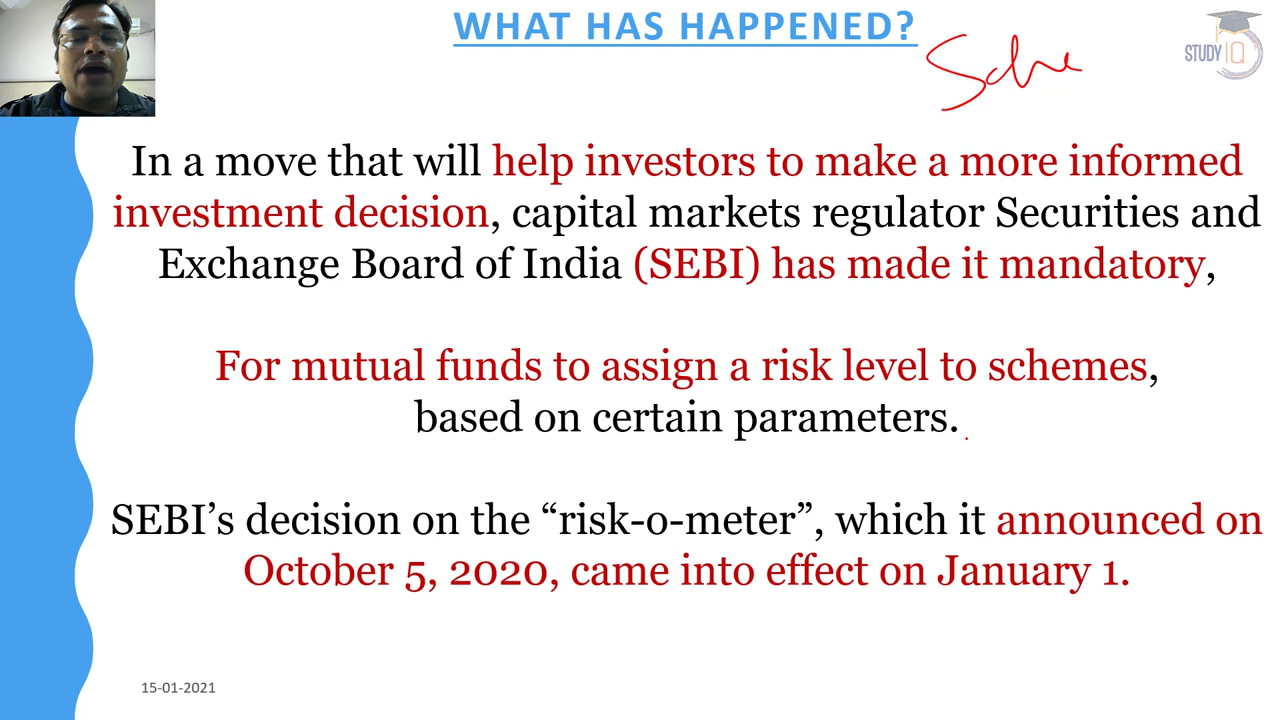 WHAT HAS HAPPENED?
Sche
STUDY IQ
In a move that will help investors to make a more informed
investment decision, capital markets regulator Securities and
Exchange Board of India (SEBI) has made it mandatory,
For mutual funds to assign a risk level to schemes,
based on certain parameters.
SEBI’s decision on the “risk-o-meter”, which it announced on
October 5, 2020, came into effect on January 1.
15-01-2021